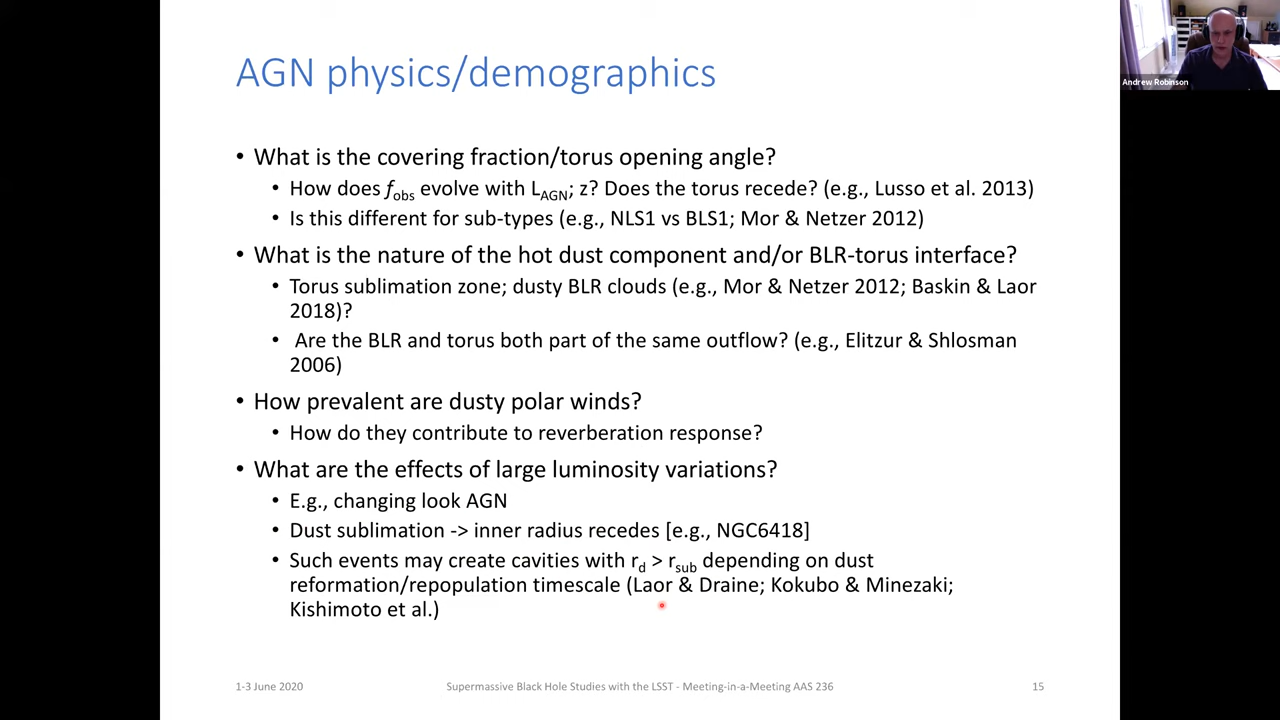 AGN physics/demographics
Andrew Robinson
• What is the covering fraction/torus opening angle?
• How does fobs evolve with LAGN; z? Does the torus recede? (e.g., Lusso et al. 2013)
• Is this different for sub-types (e.g., NLS1 vs BLS1; Mor & Netzer 2012)
• What is the nature of the hot dust component and/or BLR-torus interface?
• Torus sublimation zone; dusty BLR clouds (e.g., Mor & Netzer 2012; Baskin & Laor
2018)?
• Are the BLR and torus both part of the same outflow? (e.g., Elitzur & Shlosman
2006)
• How prevalent are dusty polar winds?
• How do they contribute to reverberation response?
• What are the effects of large luminosity variations?
• E.g., changing look AGN
• Dust sublimation -> inner radius recedes [e.g., NGC6418]
• Such events may create cavities with rd > rsub depending on dust
reformation/repopulation timescale (Laor & Draine; Kokubo & Minezaki;
Kishimoto et al.)
1-3 June 2020
Supermassive Black Hole Studies with the LSST - Meeting-in-a-Meeting AAS 236
15